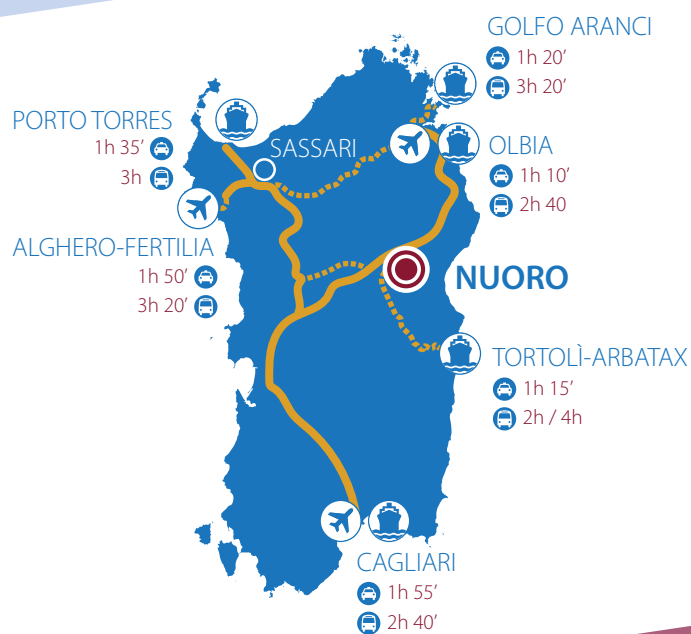 GOLFO ARANCI
1h 20'
3h 20'
PORTO TORRES
1h 35'
3h
SASSARI
OLBIA
1h 10'
2h 40
ALGHERO-FERTILIA
1h 50'
3h 20'
NUORO
TORTOLÌ-ARBATAX
1h 15'
2h / 4h
CAGLIARI
1h 55'
2h 40'